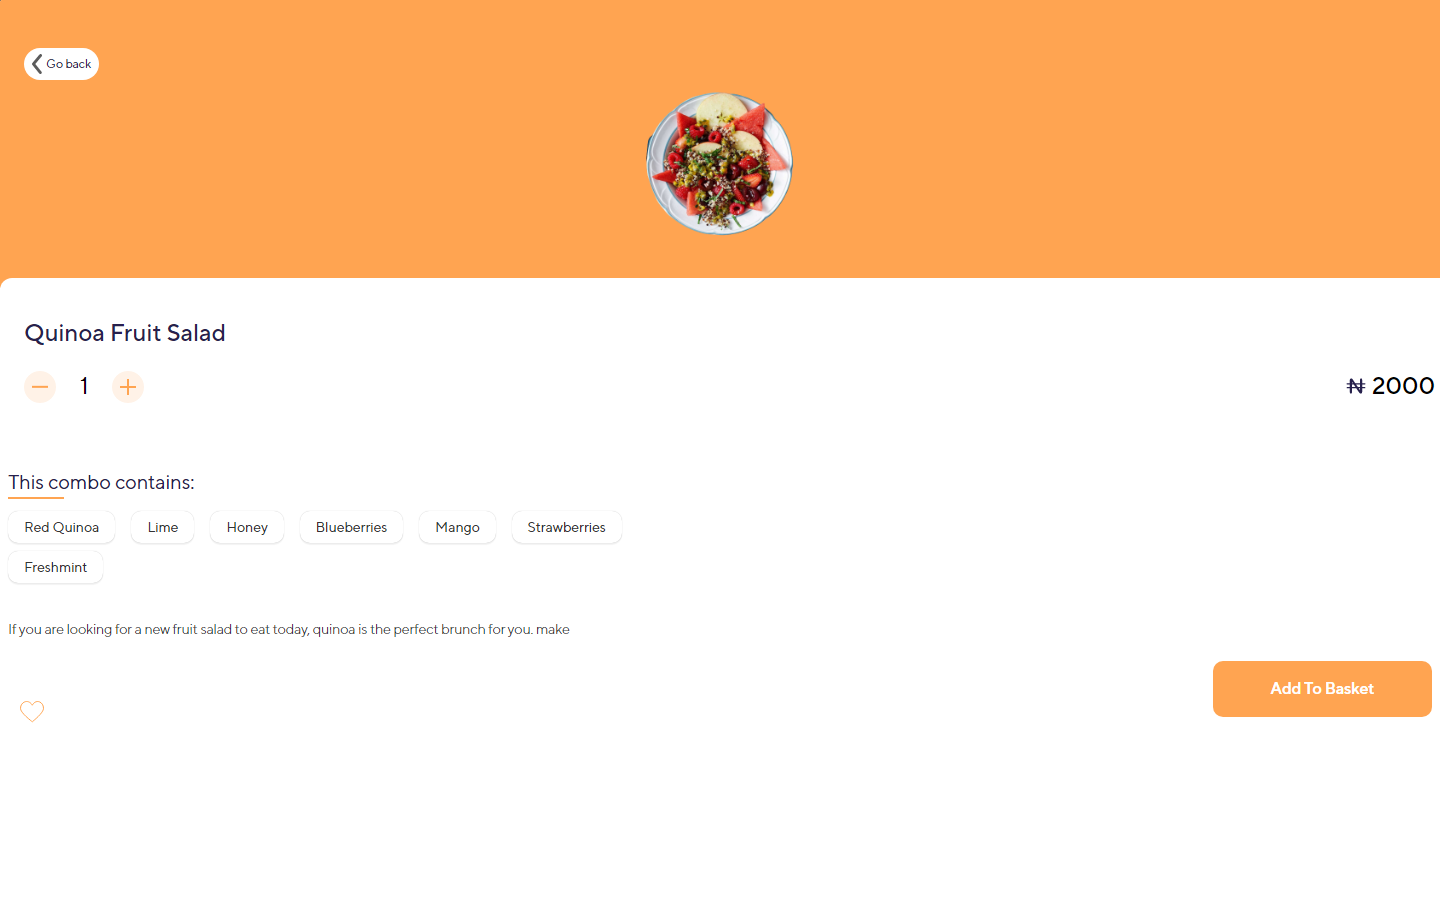 Go back
Quinoa Fruit Salad
1
₦ 2000
This combo contains:
Red Quinoa Lime Honey Blueberries Mango Strawberries
Freshmint
If you are looking for a new fruit salad to eat today, quinoa is the perfect brunch for you. make
Add To Basket